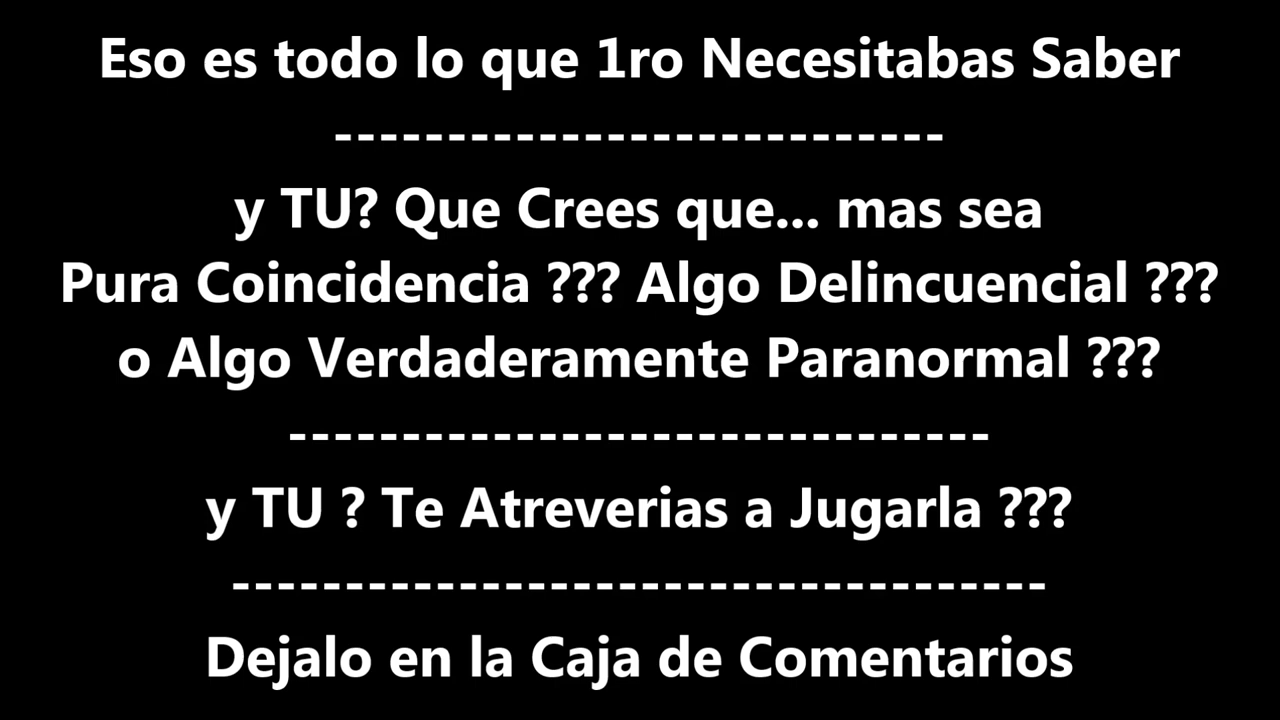 Eso es todo lo que 1ro Necesitabas Saber
---------------------------
y TU? Que Crees que... mas sea
Pura Coincidencia ??? Algo Delincuencial ???
o Algo Verdaderamente Paranormal ???
-------------------------------
y TU ? Te Atreverias a Jugarla ???
------------------------------------
Dejalo en la Caja de Comentarios